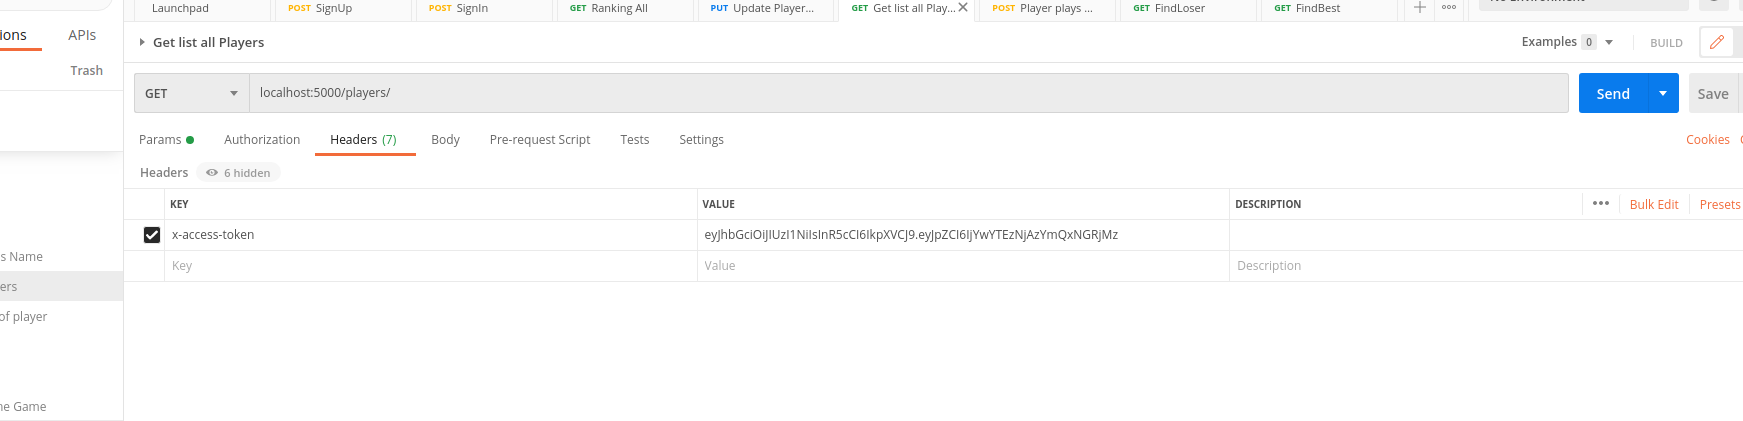 Launchpad POST SignUp POST SignIn GET Ranking All PUT Update Player... GET Get list all Play... POST Player plays ... GET FindLoser GET FindBest
ions APIs
Get list all Players Examples 0 BUILD
Trash
GET localhost:5000/players/ Send Save
Params Authorization Headers (7) Body Pre-request Script Tests Settings Cookies
Headers 6 hidden
KEY VALUE DESCRIPTION Bulk Edit Presets
x-access-token eyJhbGciOiJIUzI1NiIsInR5cCI6IkpXVCJ9.eyJpZCI6IjYwYTEzNjAzYmQxNGRjMz
s Name
Key Value Description
ers
of player
ne Game